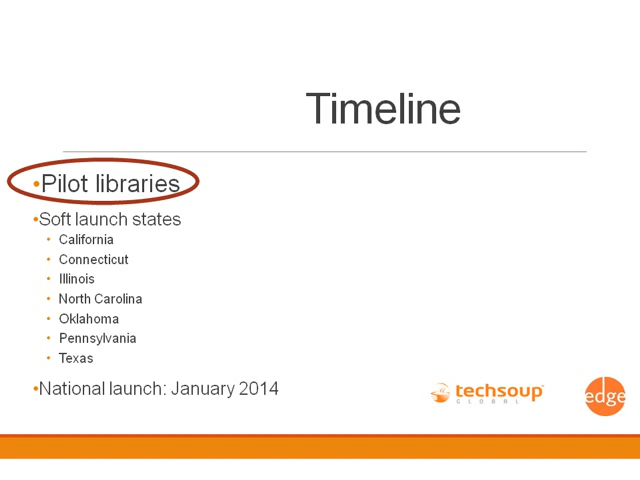 Timeline
•Pilot libraries
•Soft launch states
• California
• Connecticut
• Illinois
• North Carolina
• Oklahoma
• Pennsylvania
• Texas
•National launch: January 2014
techsoup
GLOBAL
edge